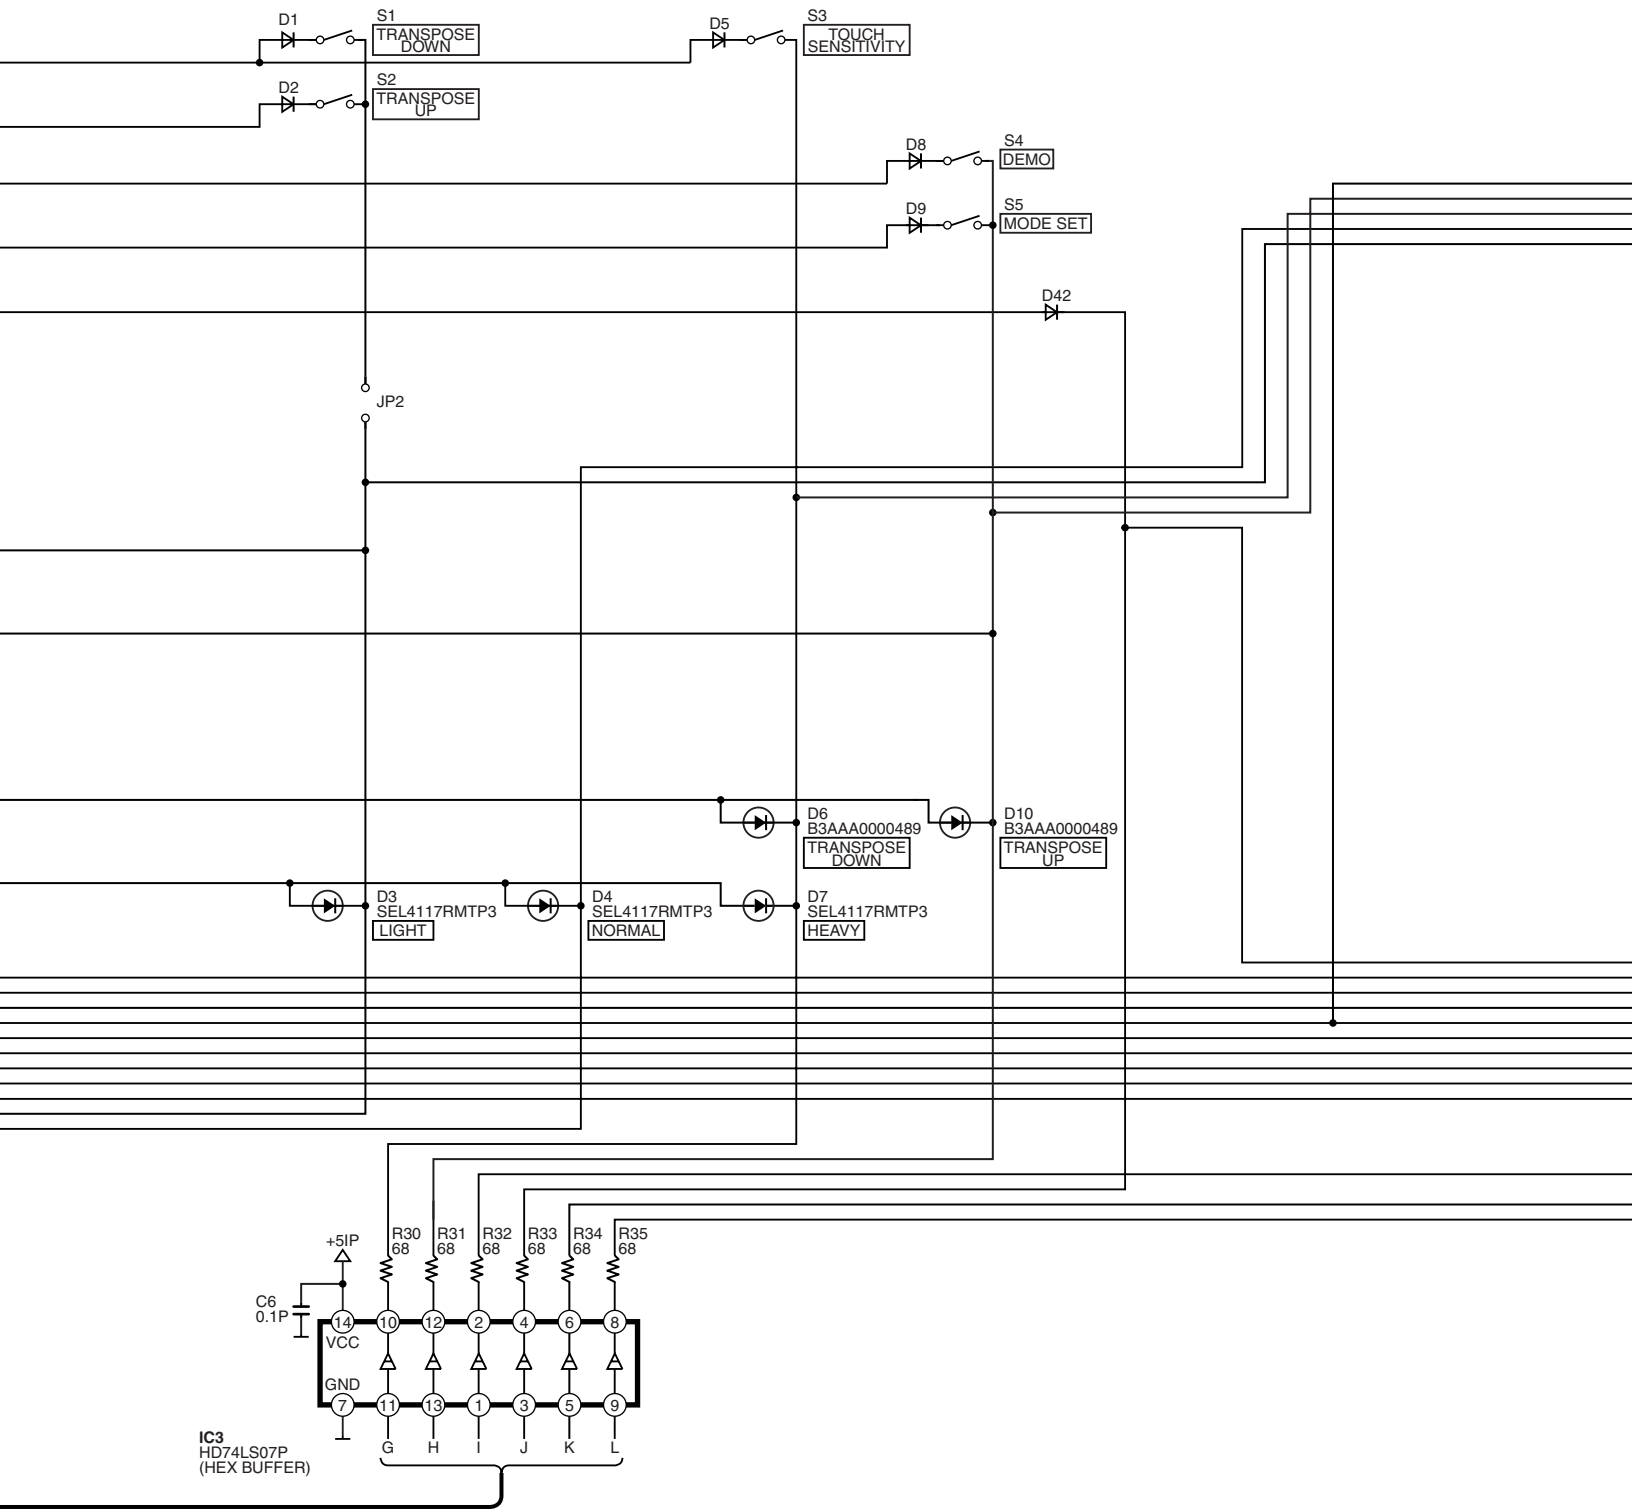 D1
S1
TRANSPOSE
DOWN
D5
S3
TOUCH
SENSITIVITY
D2
S2
TRANSPOSE
UP
D8
S4
DEMO
D9
S5
MODE SET
D42
JP2
D6
B3AAA0000489
TRANSPOSE
DOWN
D10
B3AAA0000489
TRANSPOSE
UP
D3
SEL4117RMTP3
LIGHT
D4
SEL4117RMTP3
NORMAL
D7
SEL4117RMTP3
HEAVY
+5IP
R30
68
R31
68
R32
68
R33
68
R34
68
R35
68
C6
0.1P
14 10 12 2 4 6 8
VCC
GND
7 11 13 1 3 5 9
G H I J K L
IC3
HD74LS07P
(HEX BUFFER)